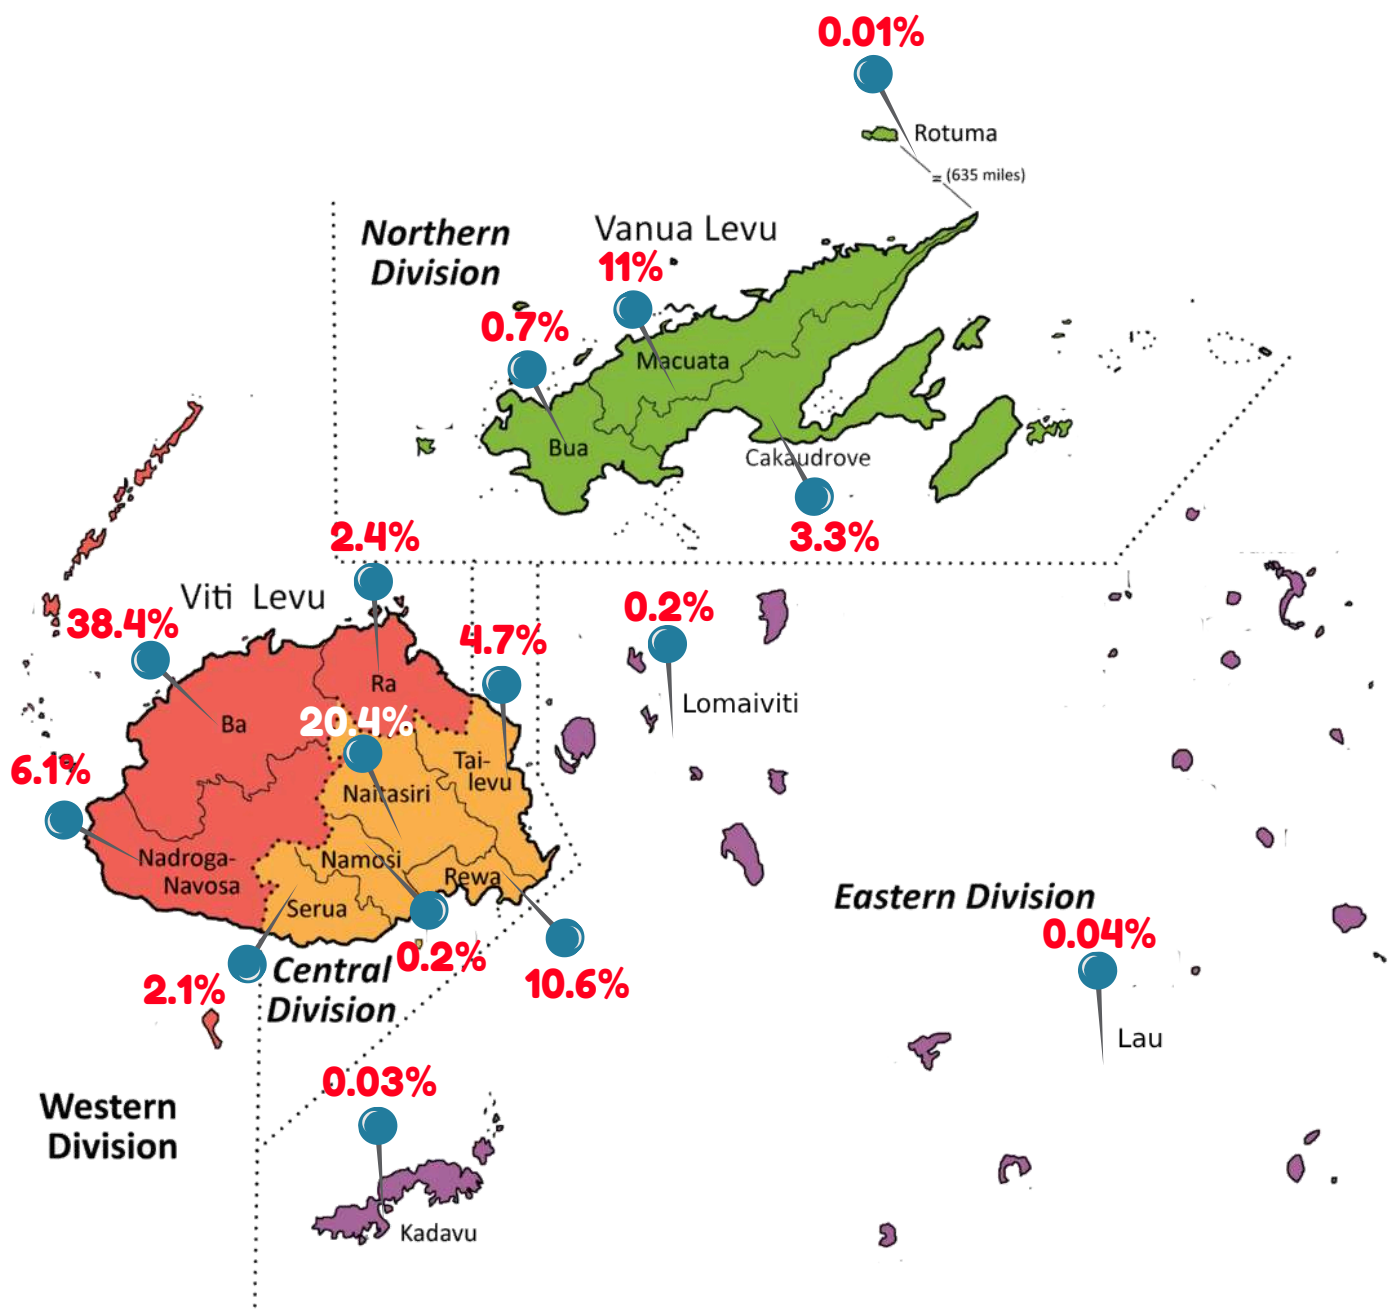 0.01%
Rotuma
= (635 miles)
Northern
Division
Vanua Levu
11%
0.7%
Macuata
Bua
Cakaudrove
3.3%
2.4%
Viti Levu
38.4%
4.7%
0.2%
Ra
Lomaiviti
20.4%
Ba
6.1%
Tai-
levu
Naitasiri
Nadroga-
Navosa
Namosi
Rewa
Serua
Eastern Division
0.04%
0.2%
Central
Division
10.6%
2.1%
Lau
0.03%
Western
Division
Kadavu